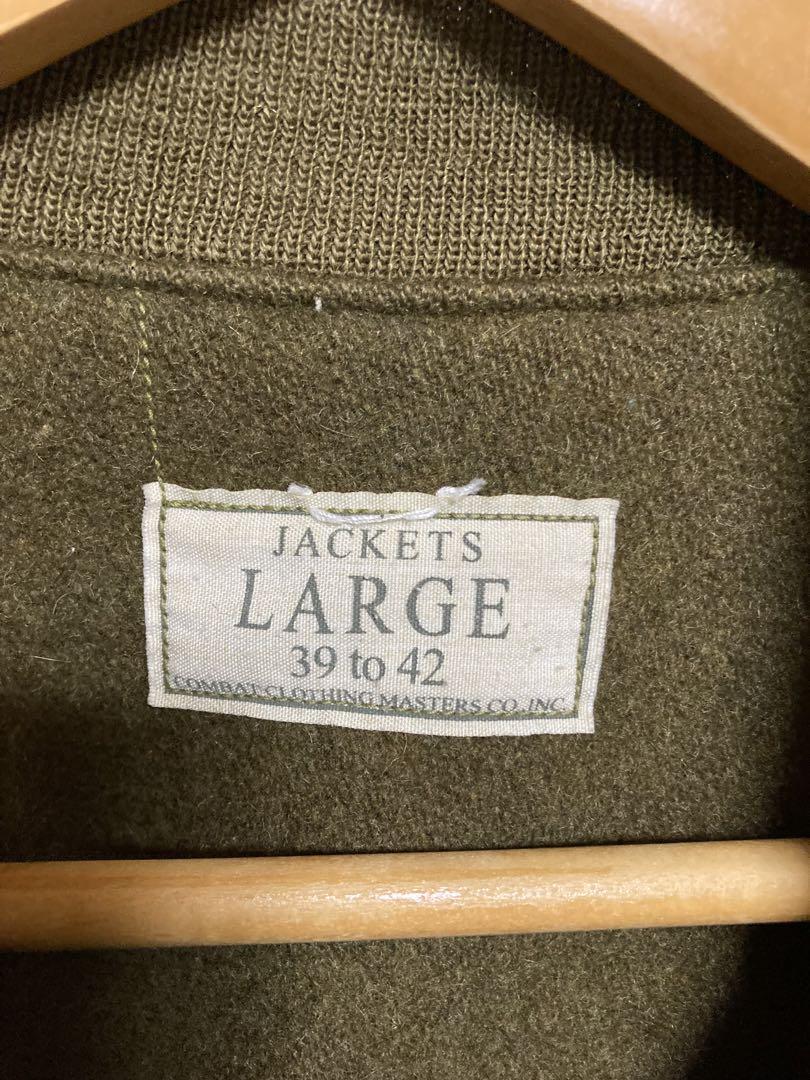 JACKETS
LARGE
39 to 42
COMBAT CLOTHING MASTERS CO., INC.